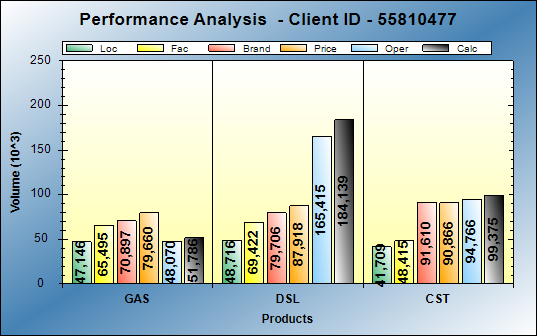 Performance Analysis - Client ID - 55810477
Loc Fac Brand Price Oper Calc
Volume (10^3)
250
200
150
100
50
0
47,146 65,495 70,897 79,660 48,070 51,786
48,716 69,422 79,706 87,918 165,415 184,139
41,709 48,415 91,610 90,866 94,766 99,375
GAS DSL CST
Products